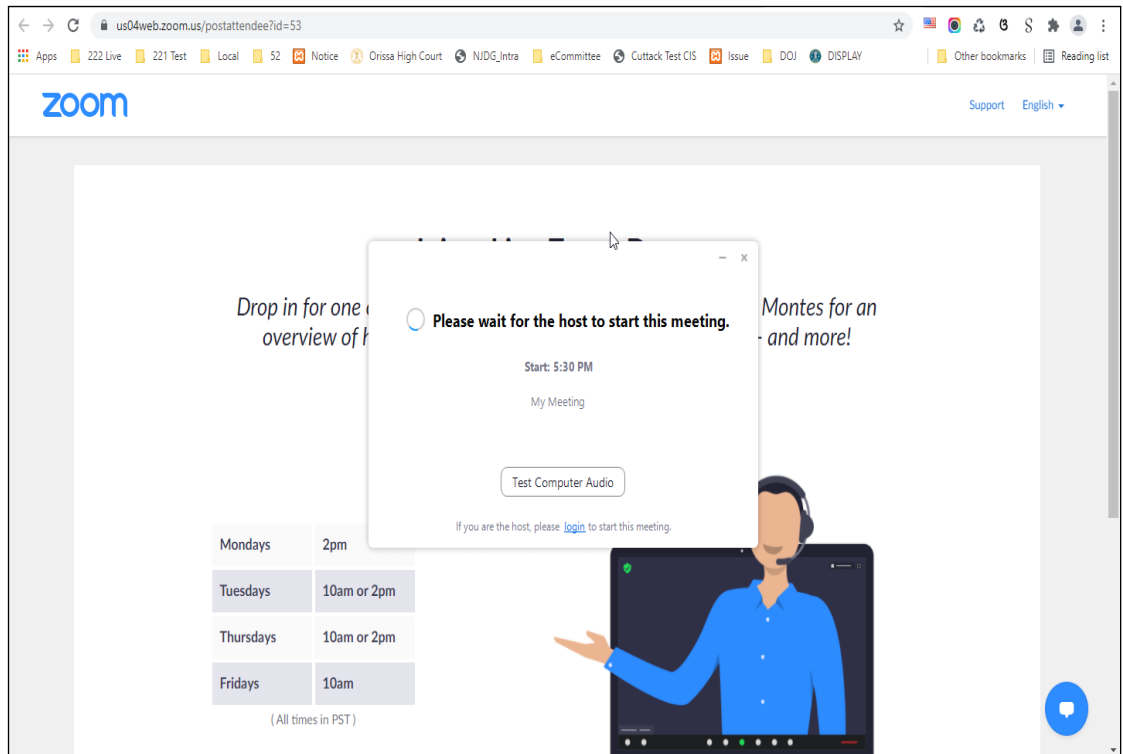 us04web.zoom.us/postattendee?id=53
Apps 222 Live 221 Test Local 52 Notice Orissa High Court NJDG_Intra eCommittee Cuttack Test CIS Issue DOJ DISPLAY Other bookmarks Reading list
zoom Support English
Drop in for one Montes for an
overview of - and more!
Please wait for the host to start this meeting.
Start: 5:30 PM
My Meeting
Test Computer Audio
If you are the host, please login to start this meeting.
Mondays 2pm
Tuesdays 10am or 2pm
Thursdays 10am or 2pm
Fridays 10am
( All times in PST )